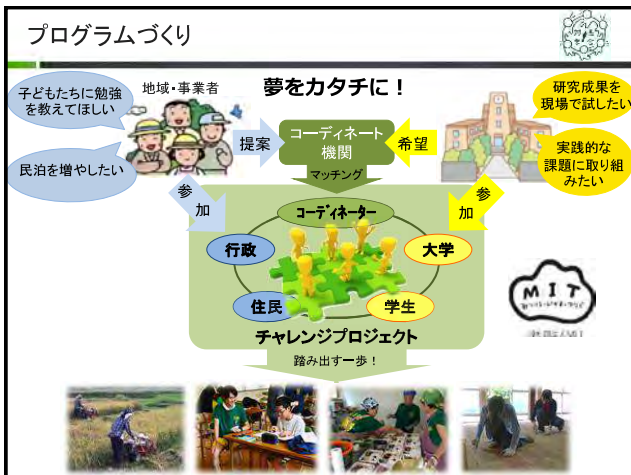 プログラムづくり
子どもたちに勉強
を教えてほしい
地域・事業者
夢をカタチに！
研究成果を
現場で試したい
提案
コーディネート
機関
希望
民泊を増やしたい
実践的な
課題に取り組
みたい
マッチング
参加
参加
コーディネーター
行政
大学
住民
学生
MIT
チャレンジプロジェクト
踏み出す一歩！